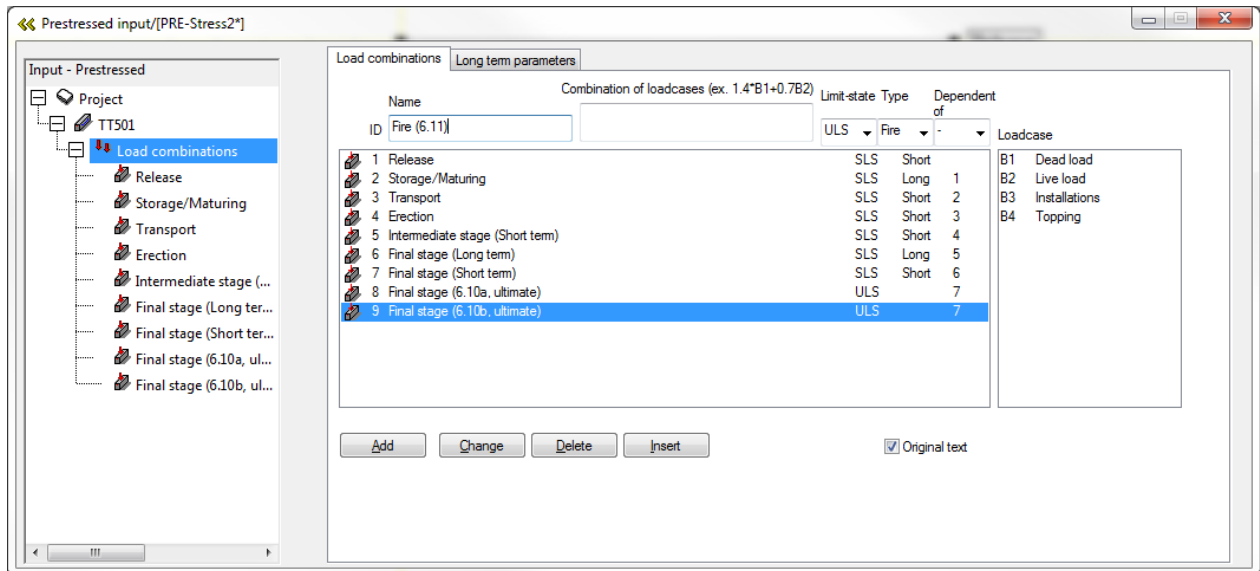 Prestressed input/[PRE-Stress2*]
Input - Prestressed
Project
TT501
Load combinations
Release
Storage/Maturing
Transport
Erection
Intermediate stage (...
Final stage (Long ter...
Final stage (Short ter...
Final stage (6.10a, ul...
Final stage (6.10b, ul...
Load combinations Long term parameters
Name Combination of loadcases (ex. 1.4*B1+0.7B2) Limit-state Type Dependent of
ID Fire (6.11) ULS Fire - Loadcase
1 Release SLS Short
2 Storage/Maturing SLS Long 1
3 Transport SLS Short 2
4 Erection SLS Short 3
5 Intermediate stage (Short term) SLS Short 4
6 Final stage (Long term) SLS Long 5
7 Final stage (Short term) SLS Short 6
8 Final stage (6.10a, ultimate) ULS 7
9 Final stage (6.10b, ultimate) ULS 7
B1 Dead load
B2 Live load
B3 Installations
B4 Topping
Add Change Delete Insert Original text